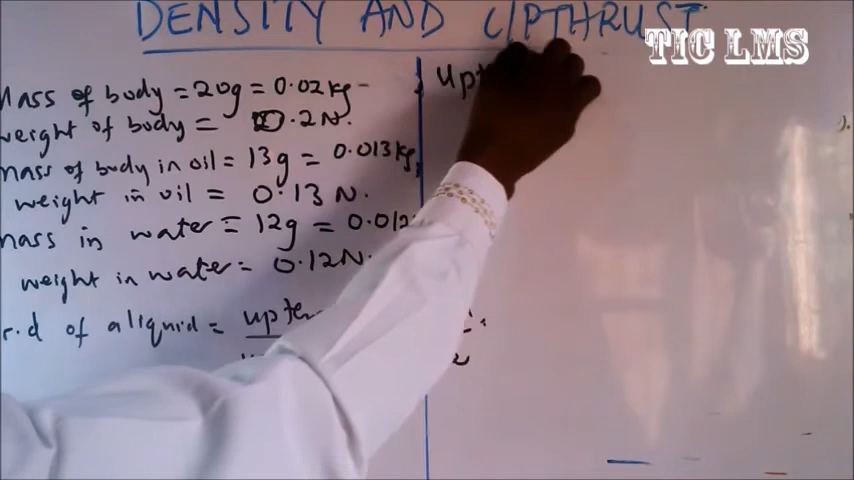 DENSITY AND UPTHRUST
TIC LMS
Mass of body = 20g = 0.02kg
weight of body = 0.2N.
mass of body in oil = 13g = 0.013kg
weight in oil = 0.13N.
mass in water = 12g = 0.012
weight in water = 0.12N.
r.d of a liquid =